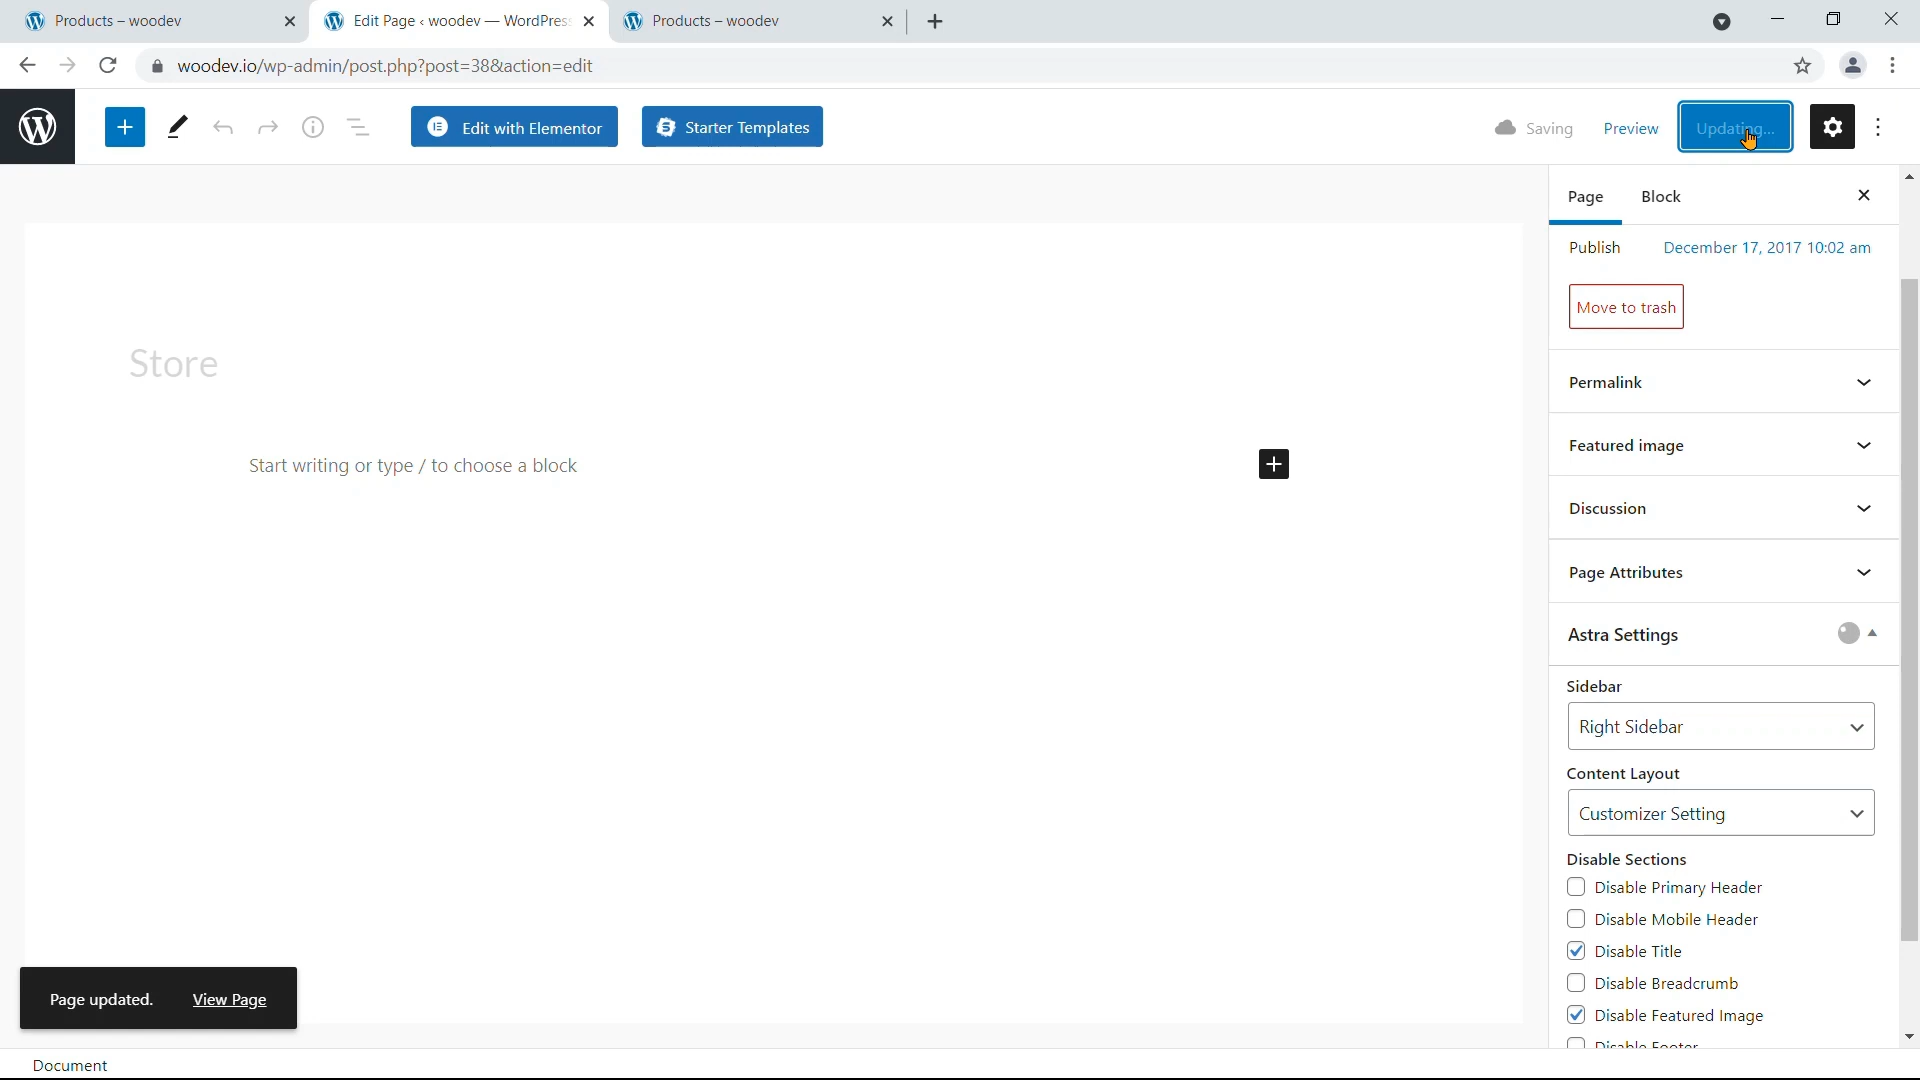 Products – woodev
Edit Page ‹ woodev — WordPress
Products – woodev
woodev.io/wp-admin/post.php?post=38&action=edit
Edit with Elementor
Starter Templates
Saving
Preview
Updating...
Page
Block
Publish
December 17, 2017 10:02 am
Move to trash
Store
Permalink
Start writing or type / to choose a block
Featured image
Discussion
Page Attributes
Astra Settings
Sidebar
Right Sidebar
Content Layout
Customizer Setting
Disable Sections
Disable Primary Header
Disable Mobile Header
Disable Title
Disable Breadcrumb
Disable Featured Image
Disable Footer
Page updated.
View Page
Document